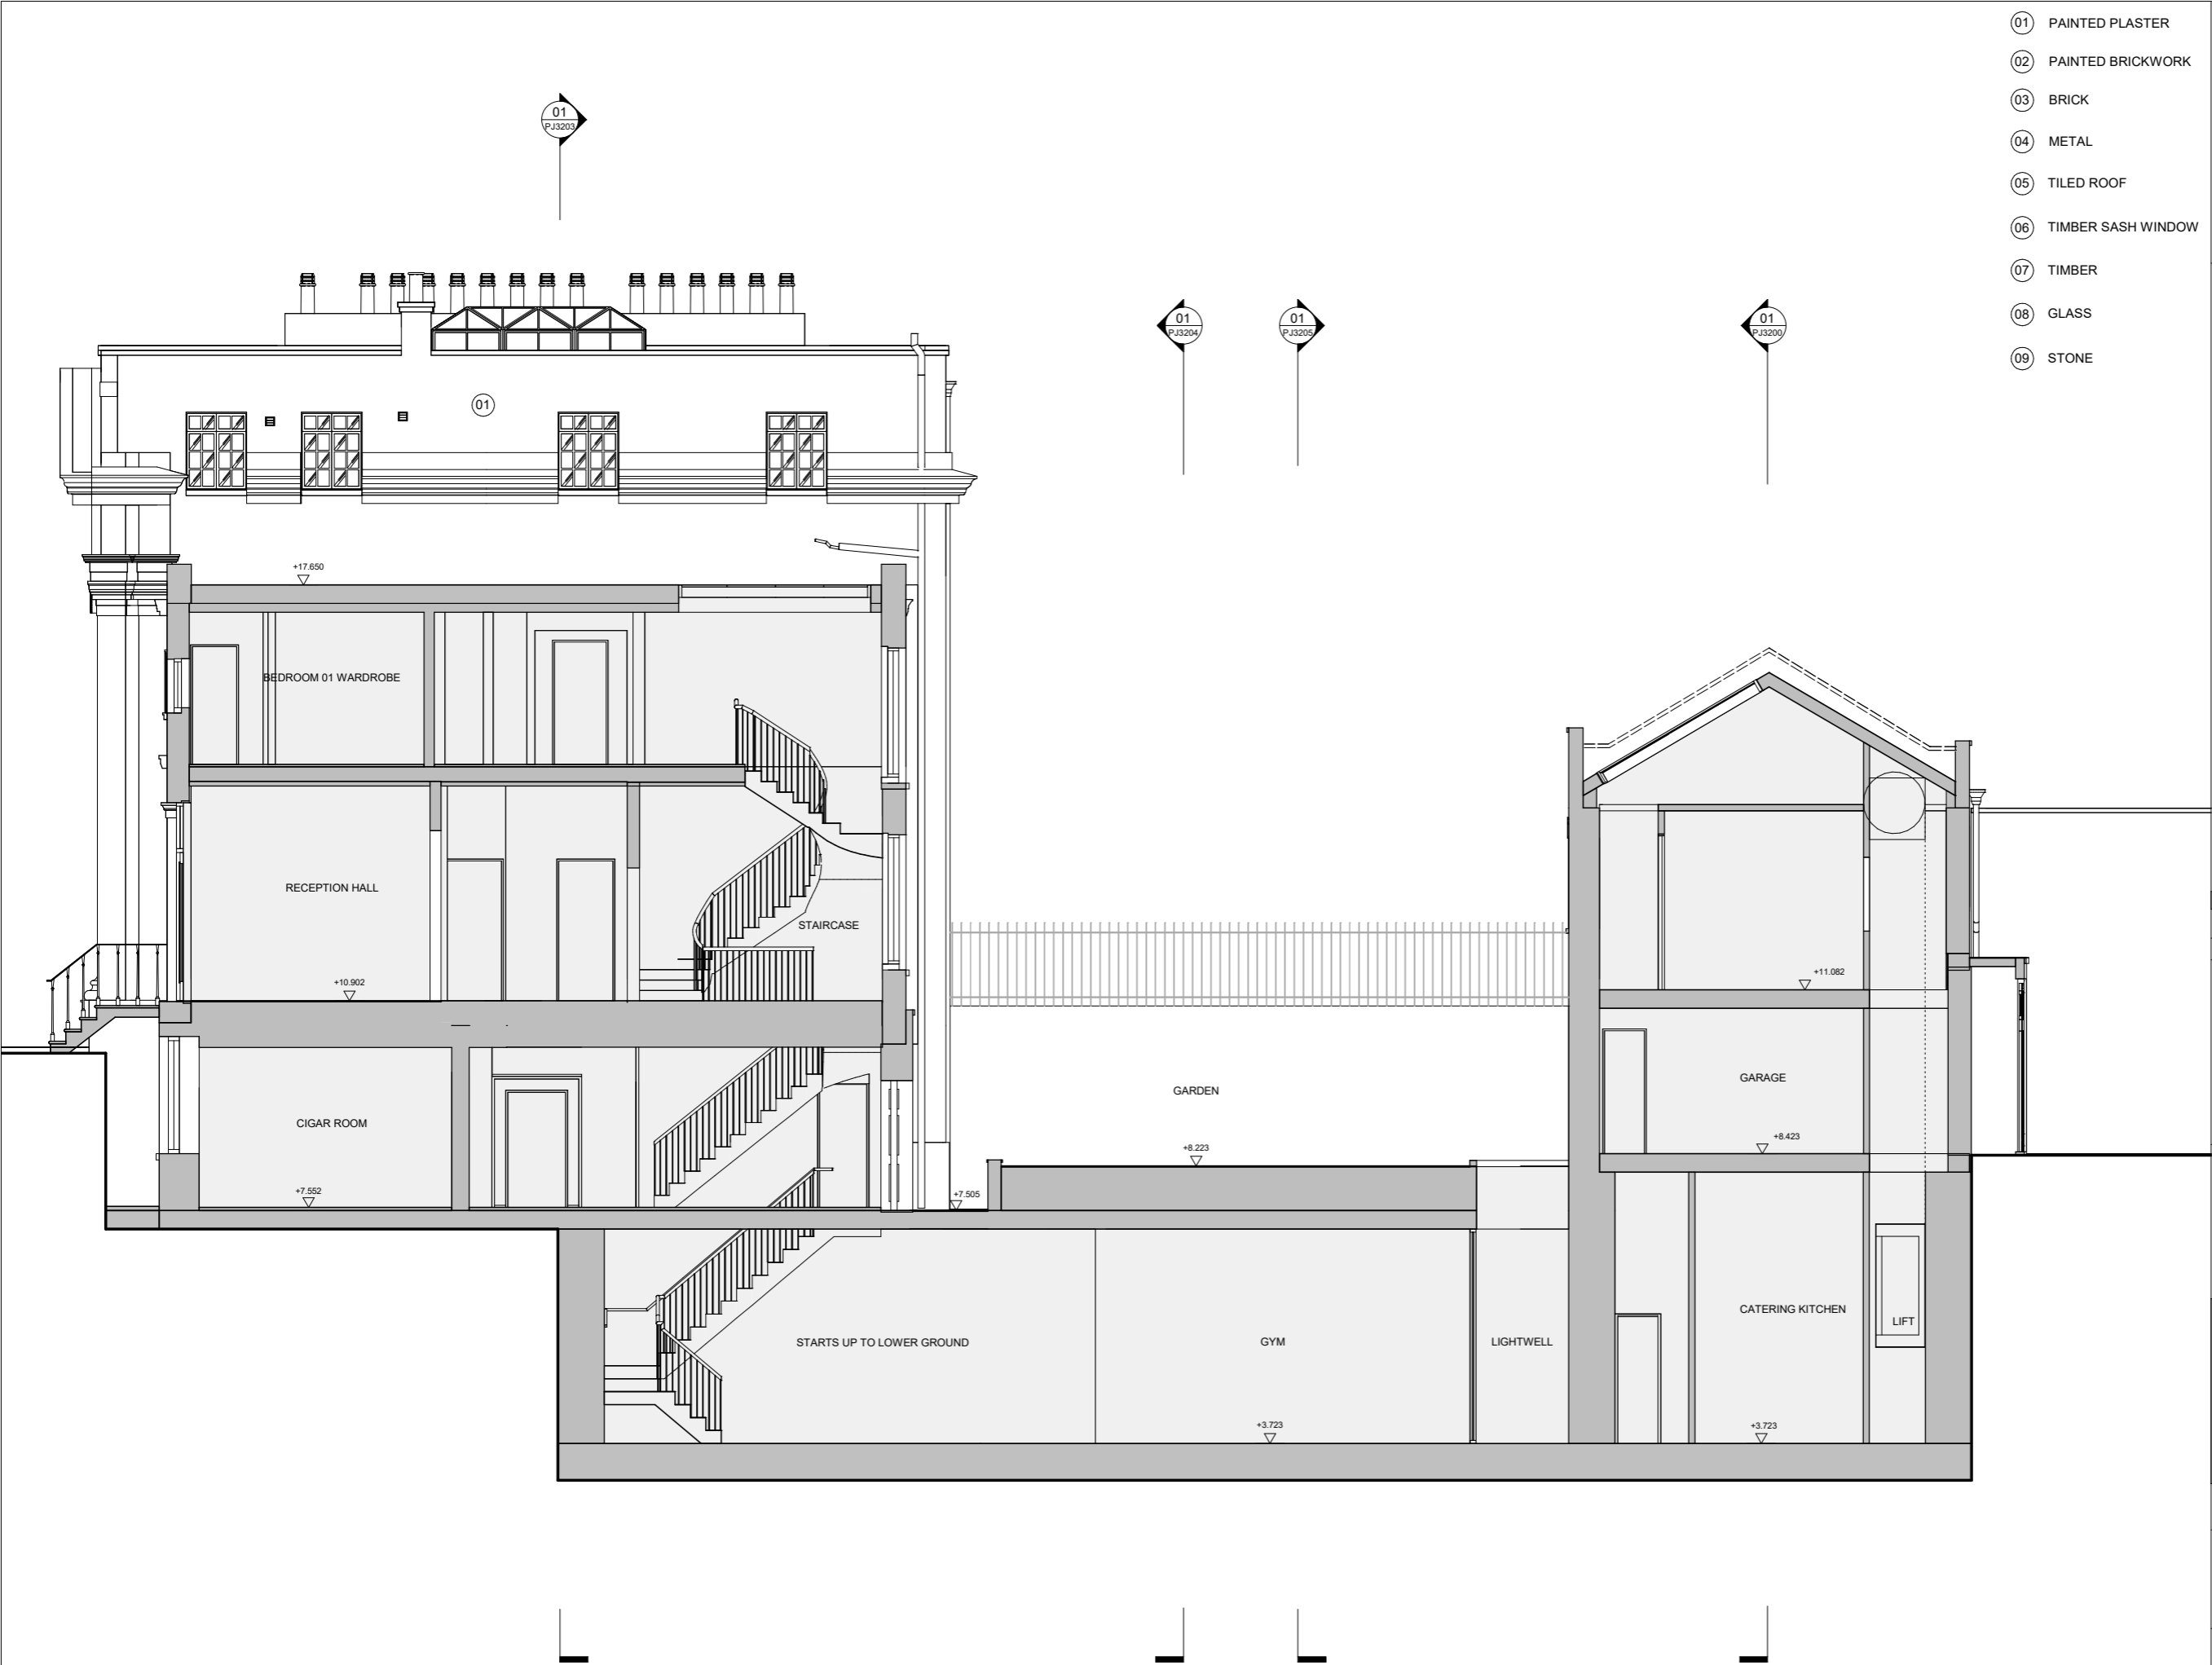 01 PAINTED PLASTER
02 PAINTED BRICKWORK
03 BRICK
04 METAL
05 TILED ROOF
06 TIMBER SASH WINDOW
07 TIMBER
08 GLASS
09 STONE
01
PJ3203
01
PJ3204
01
PJ3205
01
PJ3200
01
+17.650
BEDROOM 01 WARDROBE
RECEPTION HALL
STAIRCASE
+10.902
+11.082
GARDEN
GARAGE
CIGAR ROOM
+8.223
+8.423
+7.552
+7.505
STARTS UP TO LOWER GROUND
GYM
LIGHTWELL
CATERING KITCHEN
LIFT
+3.723
+3.723